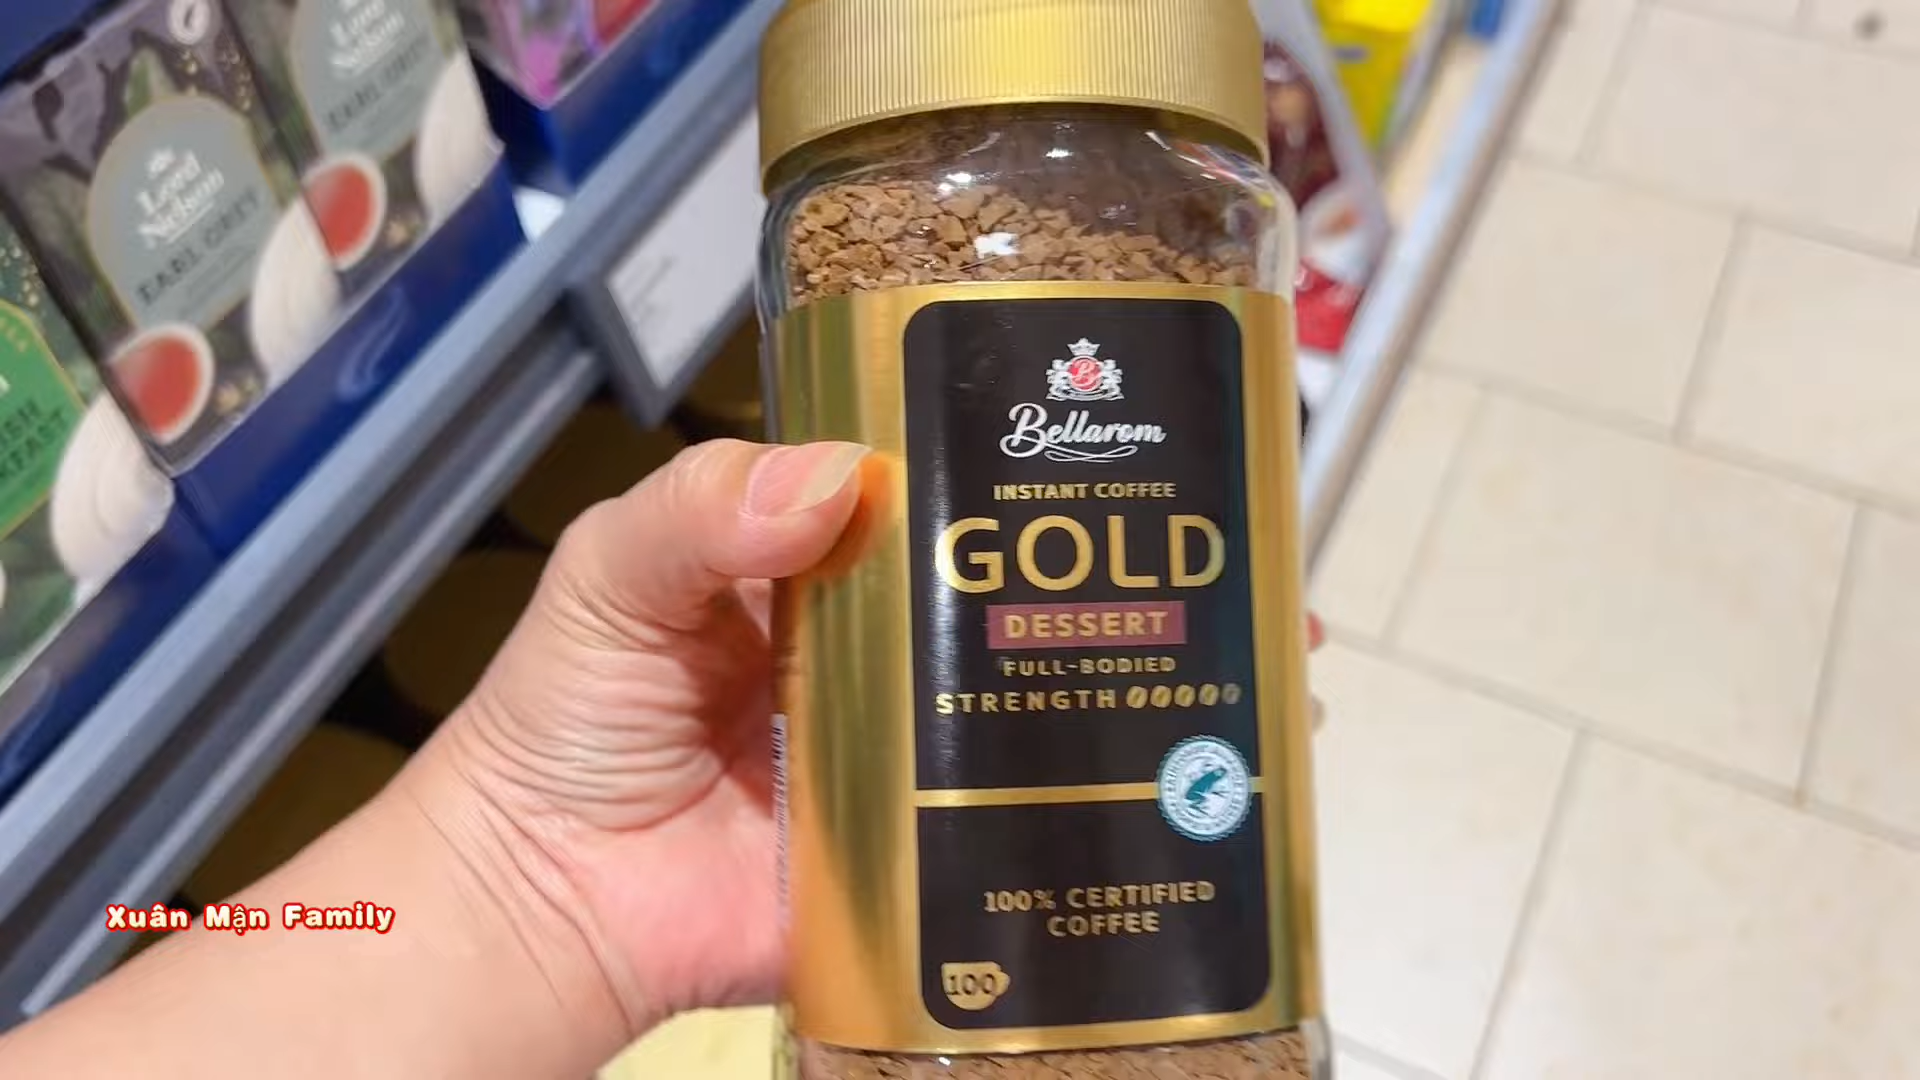 Lord
Nelson
EARL GREY
Lord
Nelson
EARL GREY
Bellarom
INSTANT COFFEE
GOLD
DESSERT
FULL-BODIED
STRENGTH
100% CERTIFIED
COFFEE
100
Xuân Mận Family